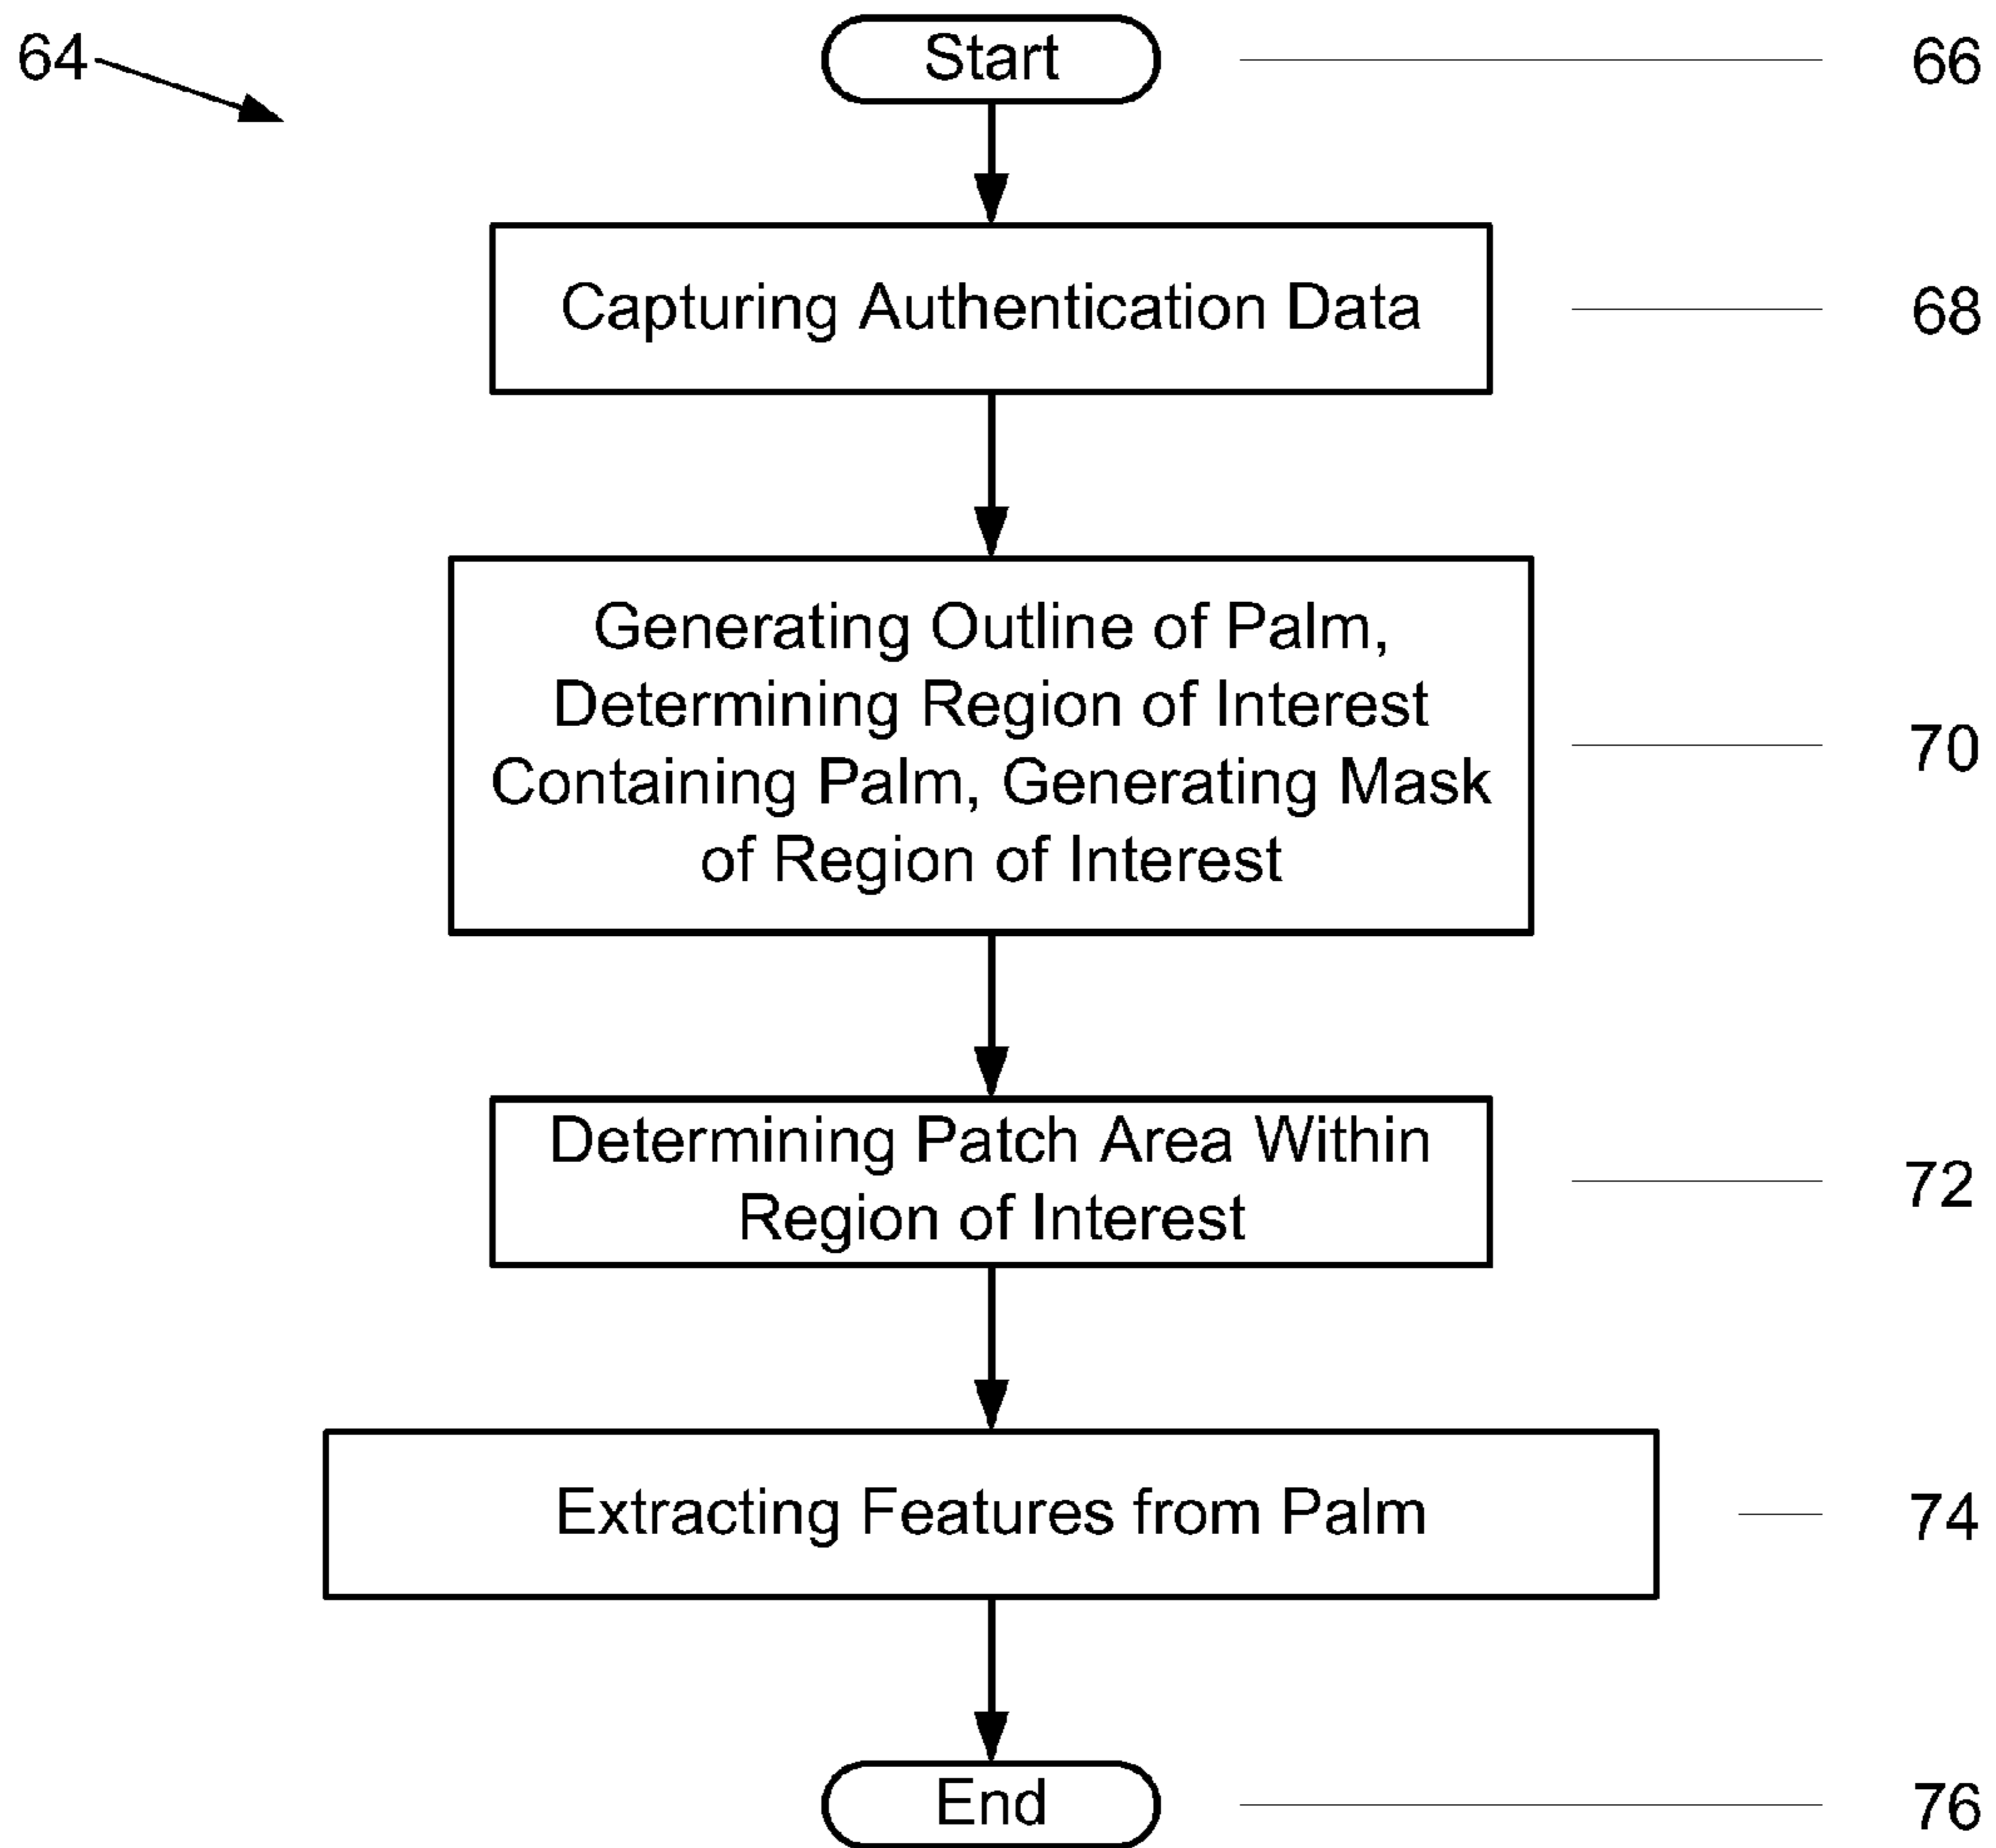 64
Start
66
Capturing Authentication Data
68
Generating Outline of Palm,
Determining Region of Interest
Containing Palm, Generating Mask
of Region of Interest
70
Determining Patch Area Within
Region of Interest
72
Extracting Features from Palm
74
End
76